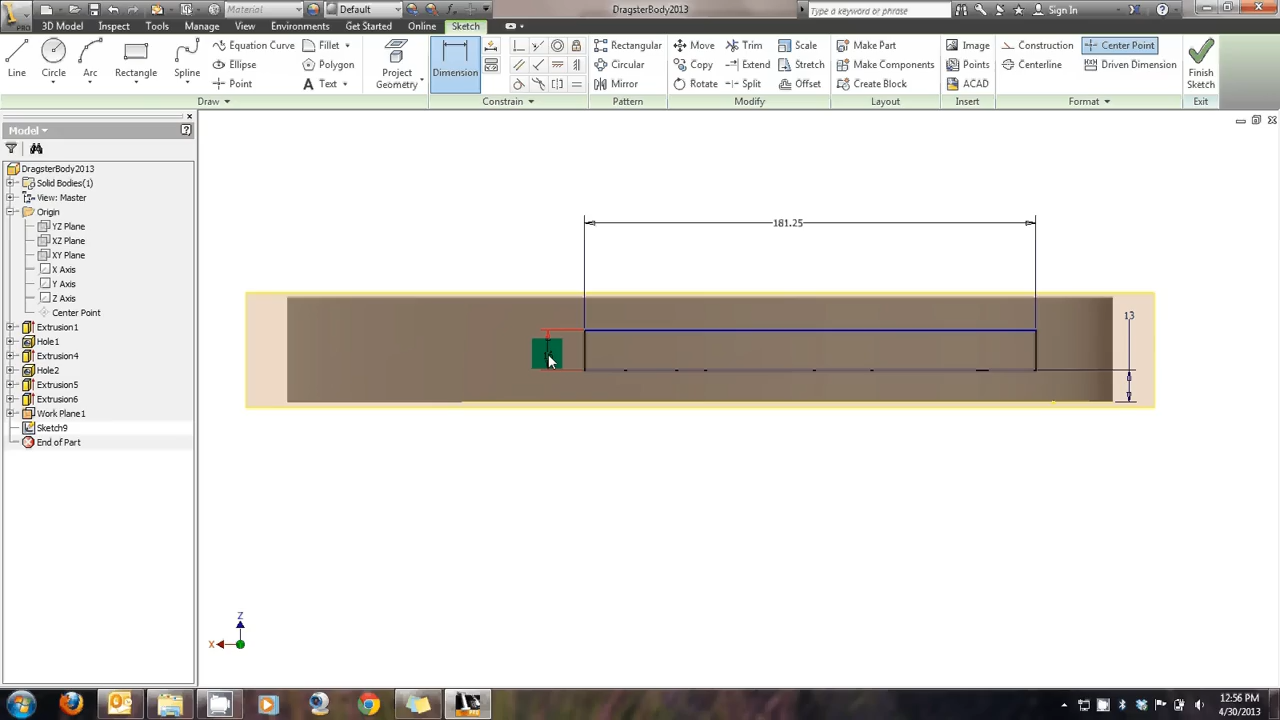 Material
Default
DragsterBody2013
Type a keyword or phrase
Sign In
3D Model
Inspect
Tools
Manage
View
Environments
Get Started
Online
Sketch
Line
Circle
Arc
Rectangle
Spline
Equation Curve
Ellipse
Point
Fillet
Polygon
Text
Project
Geometry
Dimension
Rectangular
Circular
Mirror
Move
Copy
Rotate
Trim
Extend
Split
Scale
Stretch
Offset
Make Part
Make Components
Create Block
Image
Points
ACAD
Construction
Centerline
Center Point
Driven Dimension
Finish
Sketch
Draw
Constrain
Pattern
Modify
Layout
Insert
Format
Exit
Model
DragsterBody2013
Solid Bodies(1)
View: Master
Origin
YZ Plane
XZ Plane
XY Plane
X Axis
Y Axis
Z Axis
Center Point
Extrusion1
Hole1
Extrusion4
Hole2
Extrusion5
Extrusion6
Work Plane1
Sketch9
End of Part
181.25
13
Z
X
12:56 PM
4/30/2013